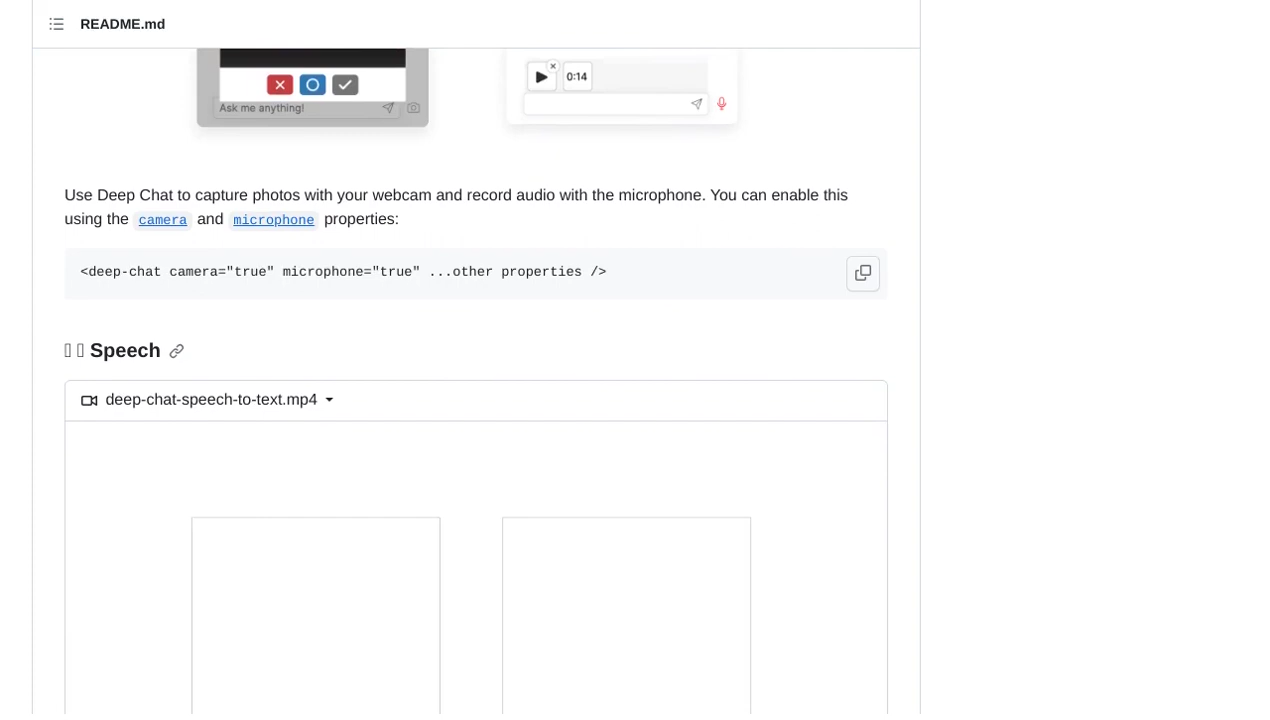 README.md
Ask me anything!
0:14
Use Deep Chat to capture photos with your webcam and record audio with the microphone. You can enable this
using the camera and microphone properties:
<deep-chat camera="true" microphone="true" ...other properties />
Speech
deep-chat-speech-to-text.mp4